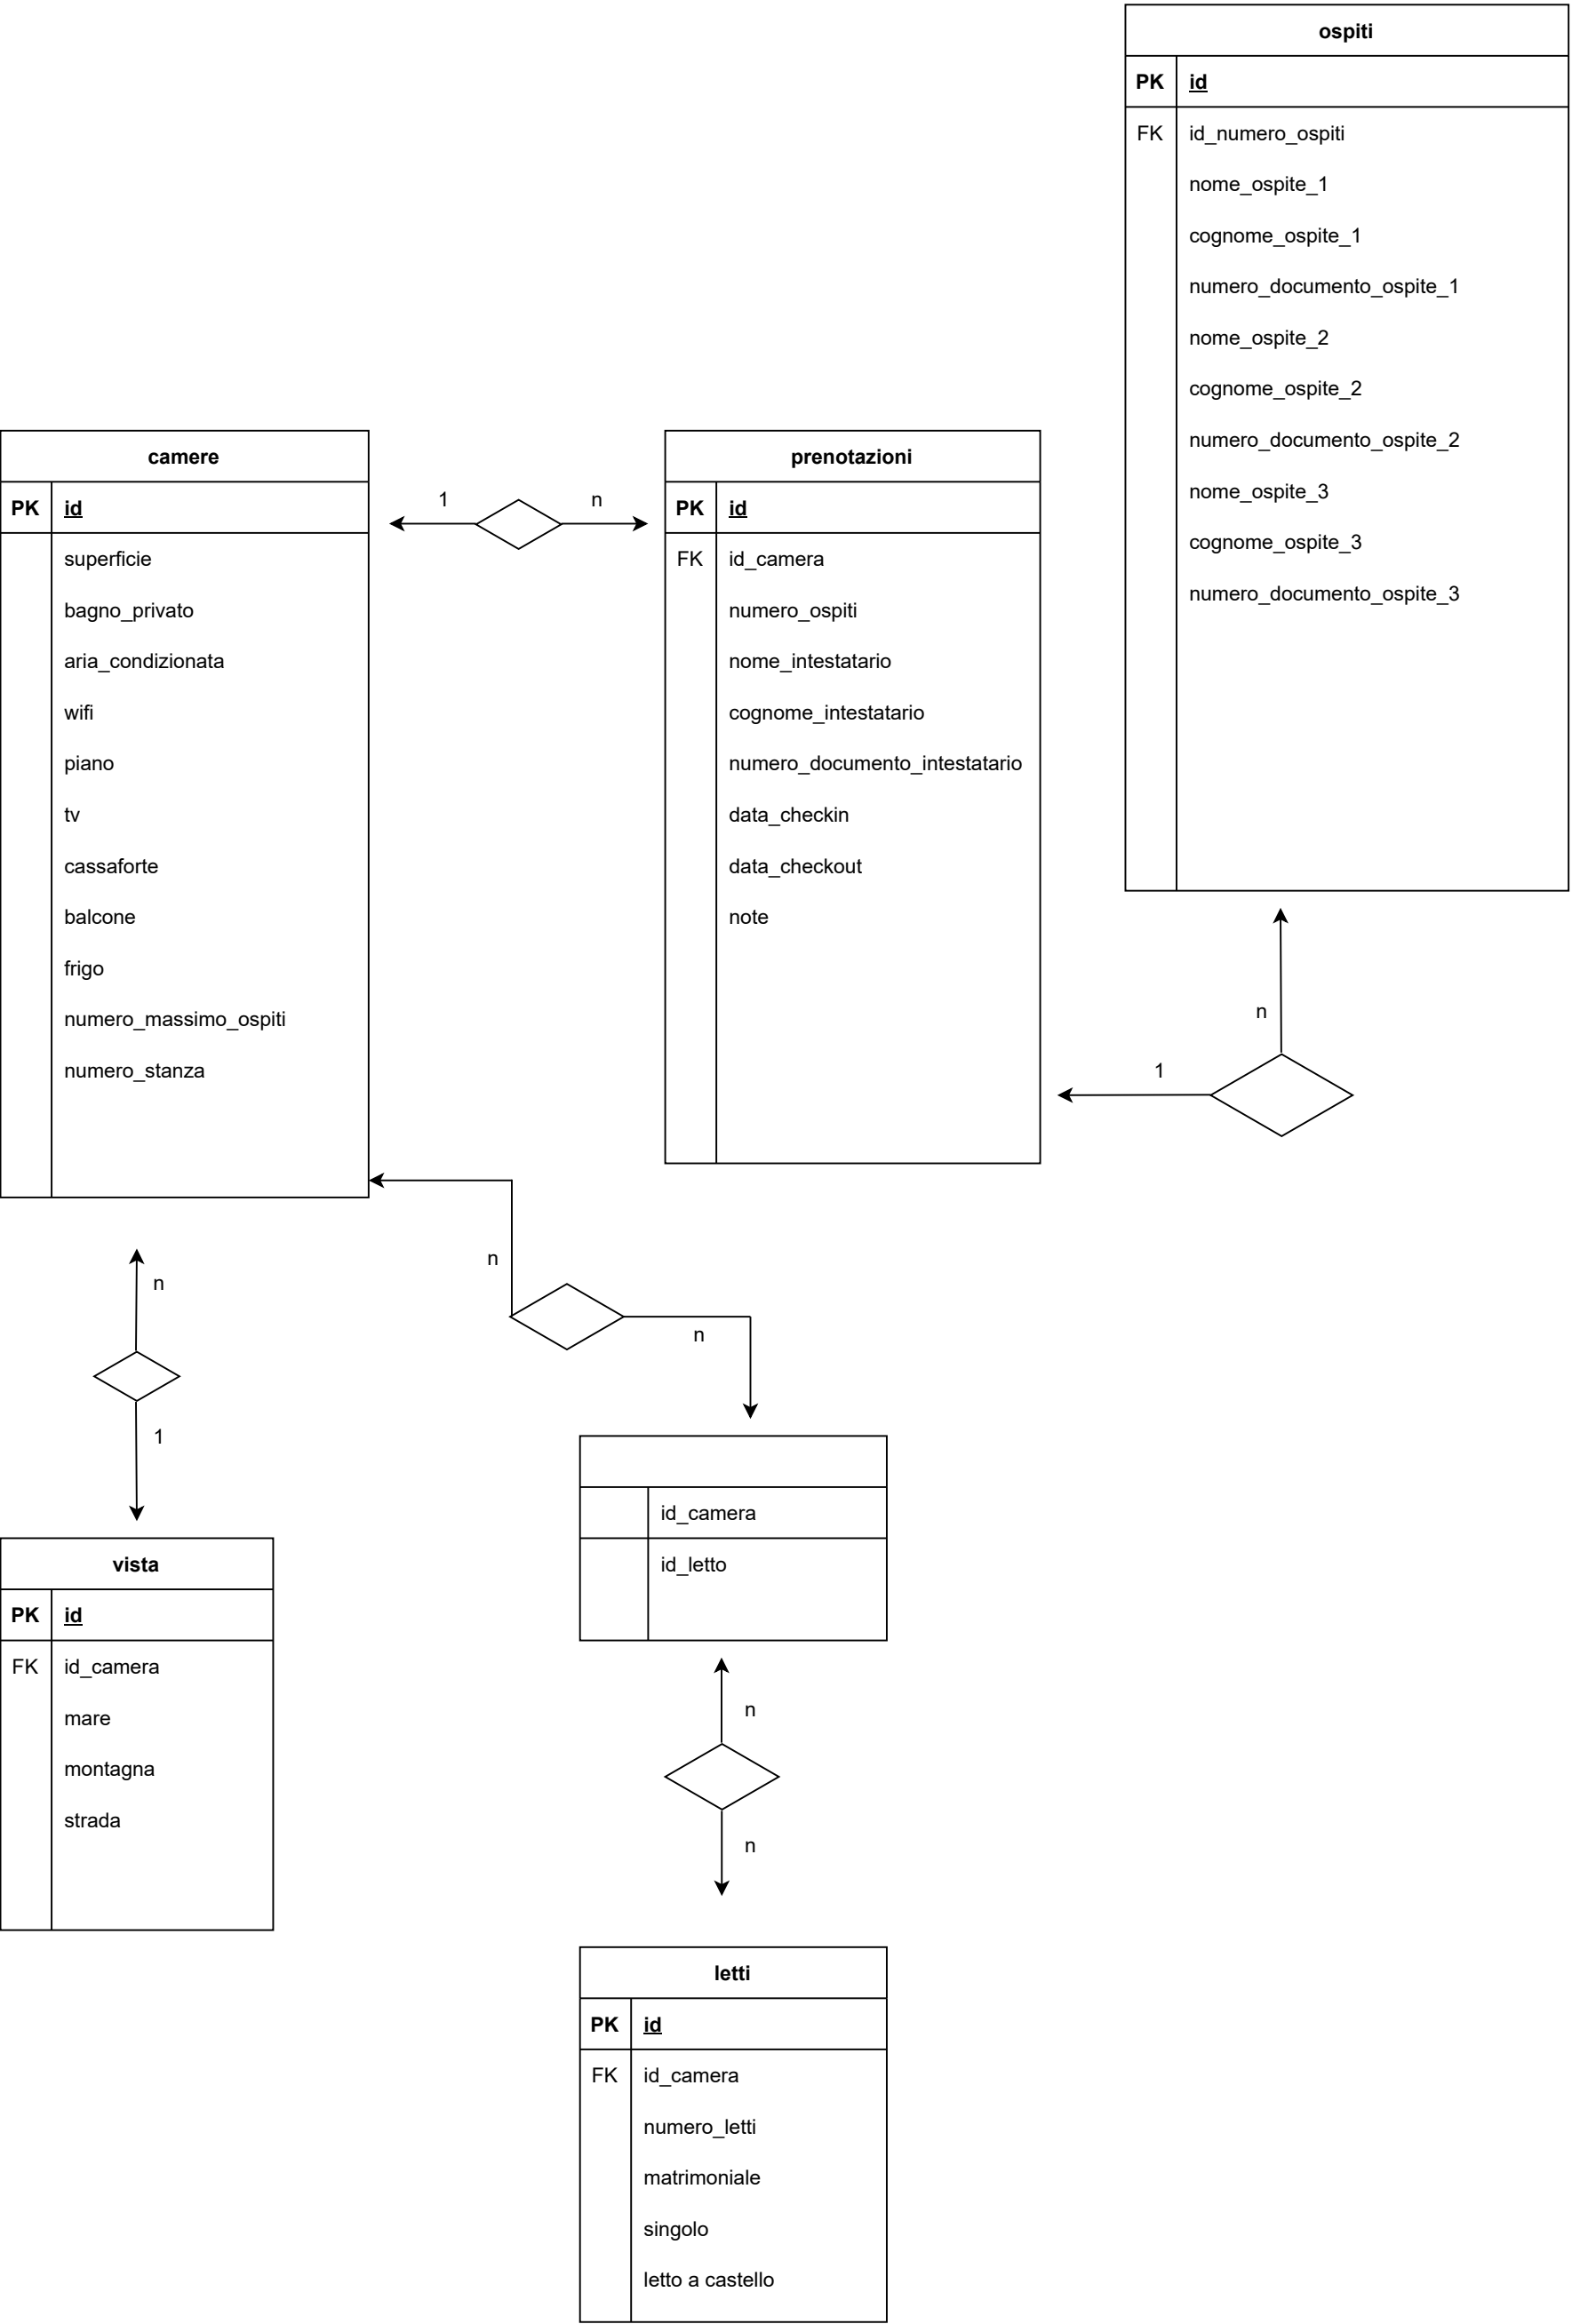 ospiti
PK id
FK id_numero_ospiti
nome_ospite_1
cognome_ospite_1
numero_documento_ospite_1
nome_ospite_2
cognome_ospite_2
numero_documento_ospite_2
nome_ospite_3
cognome_ospite_3
numero_documento_ospite_3
camere
PK id
superficie
bagno_privato
aria_condizionata
wifi
piano
tv
cassaforte
balcone
frigo
numero_massimo_ospiti
numero_stanza
1
n
prenotazioni
PK id
FK id_camera
numero_ospiti
nome_intestatario
cognome_intestatario
numero_documento_intestatario
data_checkin
data_checkout
note
n
1
n
n
n
1
id_camera
id_letto
vista
PK id
FK id_camera
mare
montagna
strada
n
n
letti
PK id
FK id_camera
numero_letti
matrimoniale
singolo
letto a castello